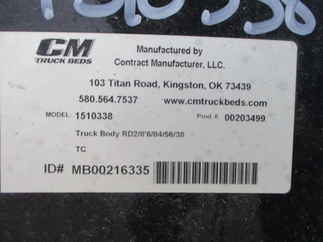 1510338
CM
TRUCK BEDS
Manufactured by
Contract Manufacturer, LLC.
103 Titan Road, Kingston, OK 73439
580.564.7537 www.cmtruckbeds.com
MODEL 1510338 Prod # 00203499
Truck Body RD2/8'6/84/56/38
TC
ID# MB00216335